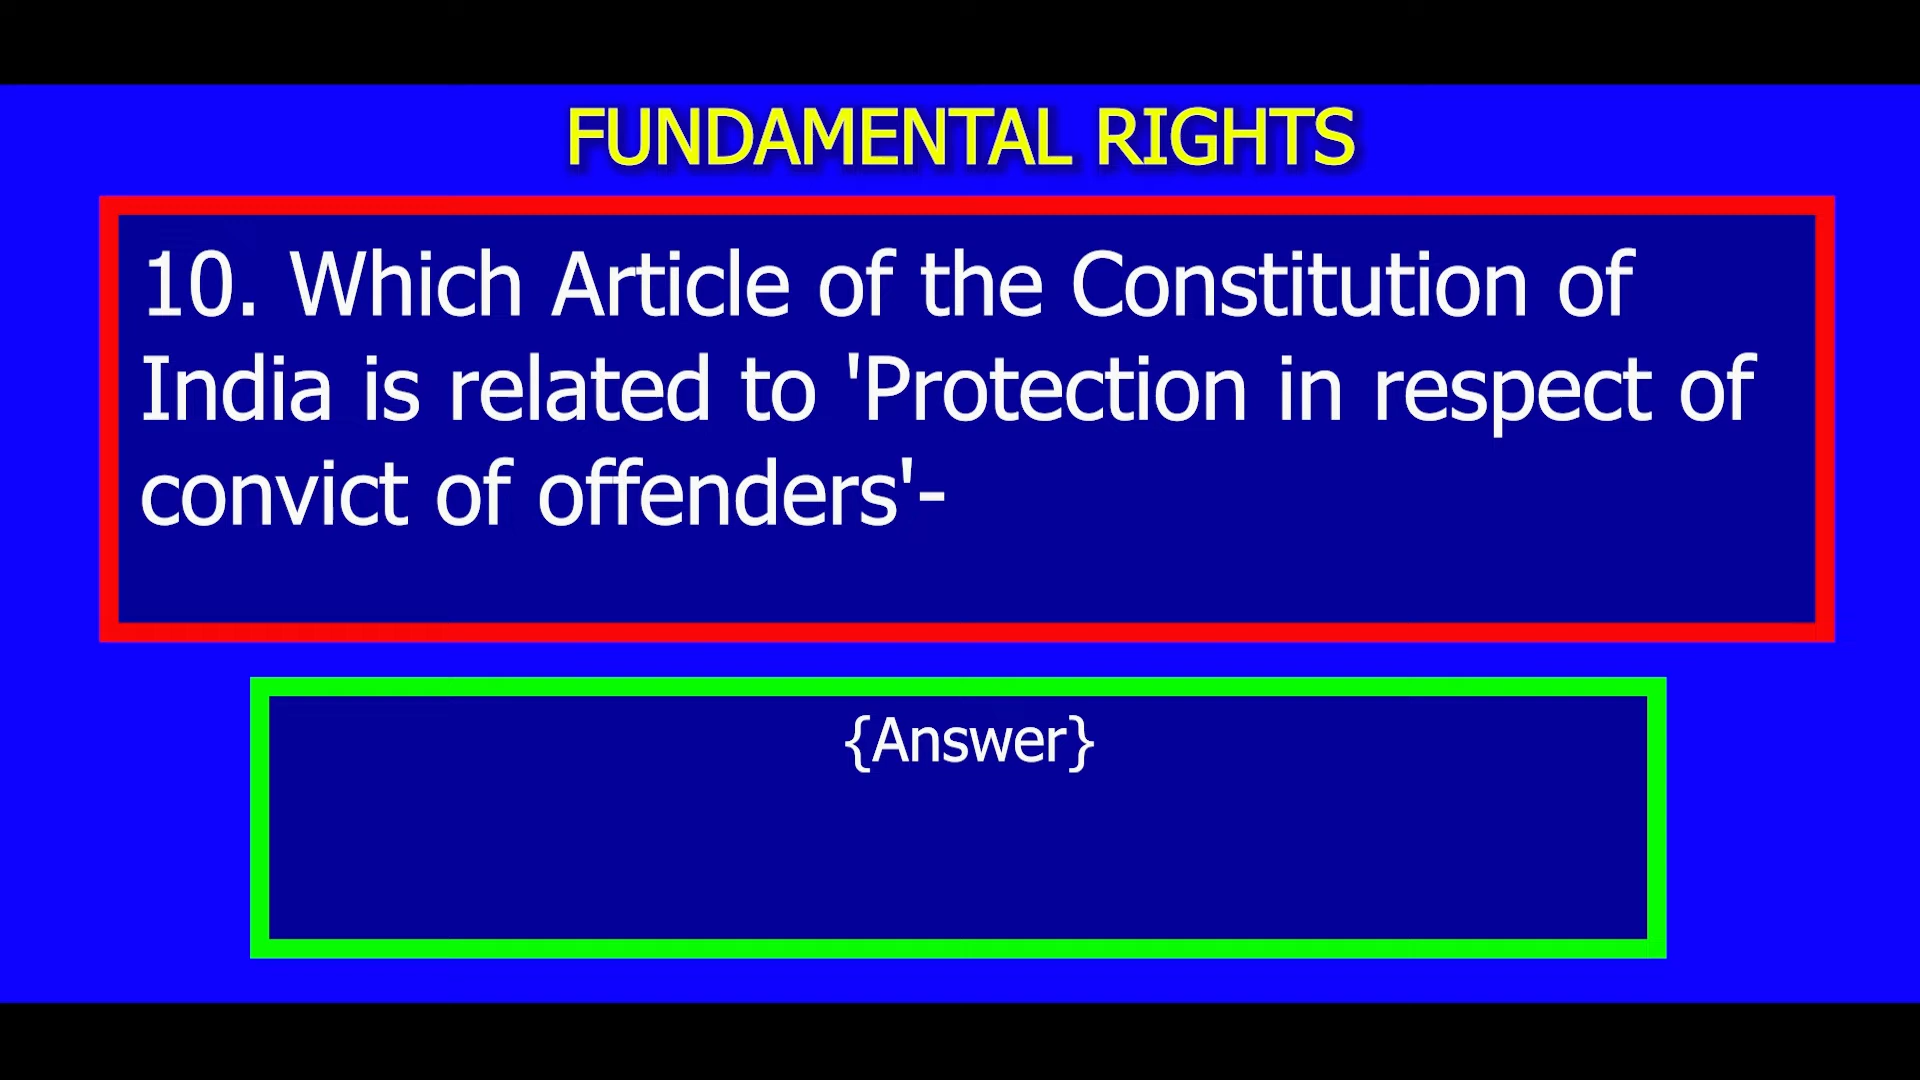 FUNDAMENTAL RIGHTS
10. Which Article of the Constitution of
India is related to 'Protection in respect of
convict of offenders'-
{Answer}